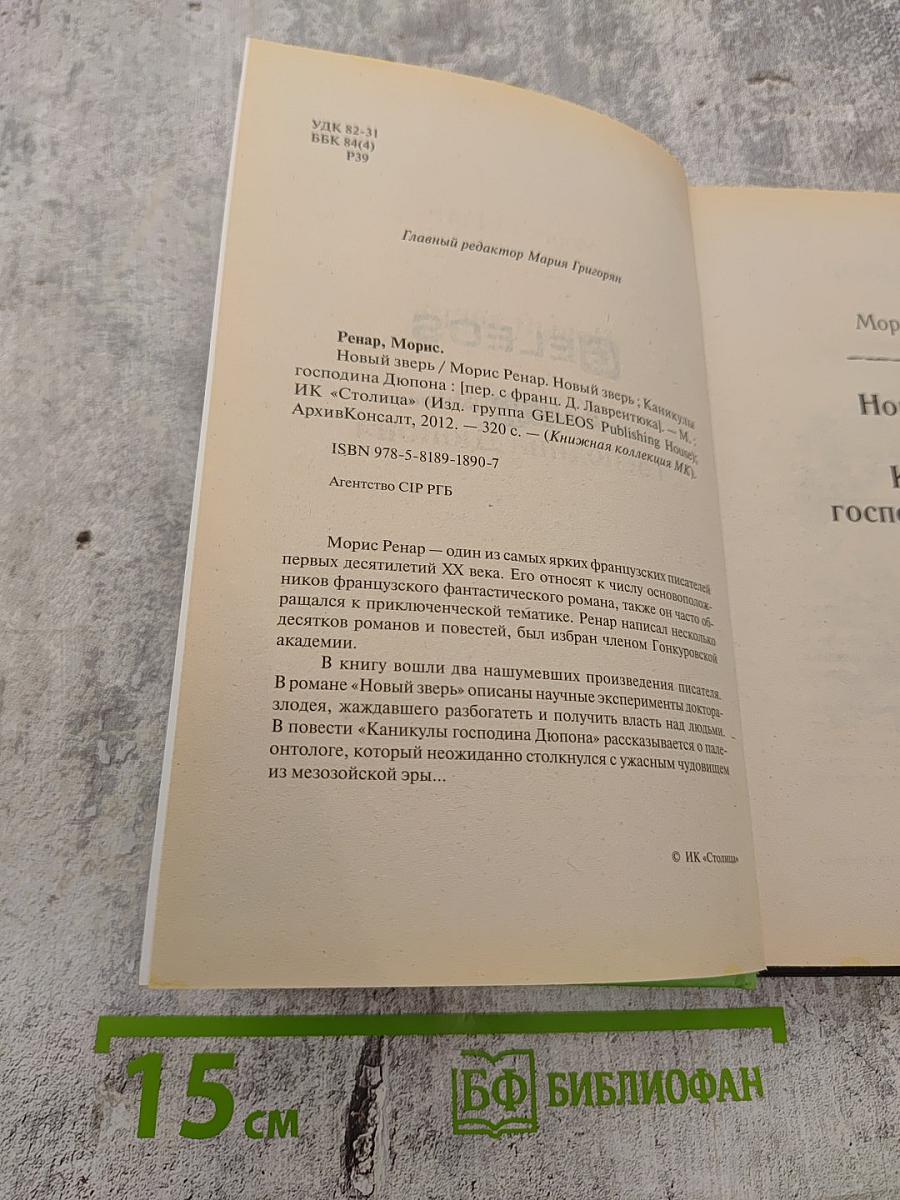 УДК 82-31
ББК 84(4)
Р39
Главный редактор Мария Григорян
Ренар, Морис.
Новый зверь / Морис Ренар. Новый зверь ; Каникулы
господина Дюпона : [пер. с франц. Д. Лаврентюка]. — М. :
ИК «Столица» (Изд. группа GELEOS Publishing House);
АрхивКонсалт, 2012. — 320 с. — (Книжная коллекция МК).
ISBN 978-5-8189-1890-7
Агентство CIP РГБ
Морис Ренар — один из самых ярких французских писателей
первых десятилетий XX века. Его относят к числу основополож-
ников французского фантастического романа, также он часто об-
ращался к приключенческой тематике. Ренар написал несколько
десятков романов и повестей, был избран членом Гонкуровской
академии.
В книгу вошли два нашумевших произведения писателя.
В романе «Новый зверь» описаны научные эксперименты доктора-
злодея, жаждавшего разбогатеть и получить власть над людьми.
В повести «Каникулы господина Дюпона» рассказывается о пале-
онтологе, который неожиданно столкнулся с ужасным чудовищем
из мезозойской эры...
© ИК «Столица»
Мор
Но
К
госп
15 см
БФ БИБЛИОФАН